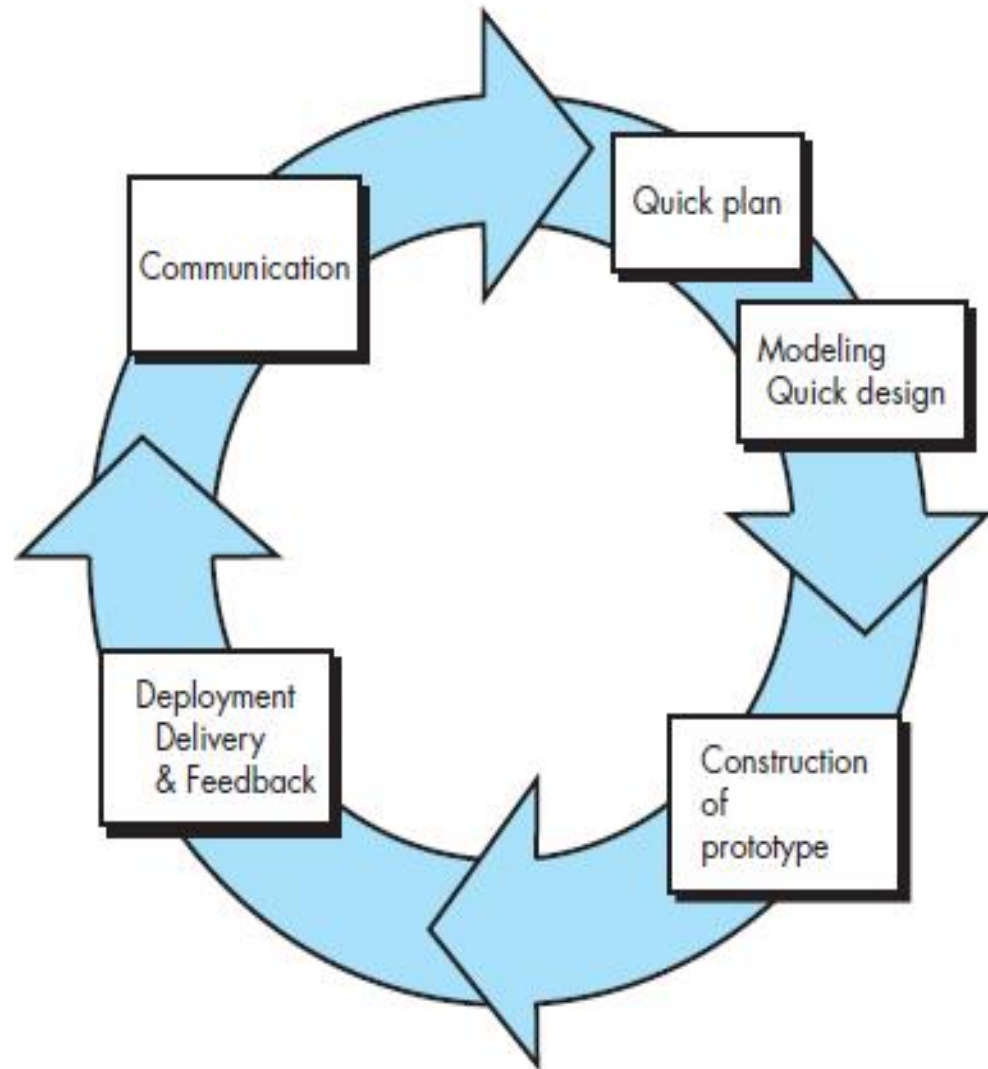 Communication
Quick plan
Modeling
Quick design
Construction
of
prototype
Deployment
Delivery
& Feedback